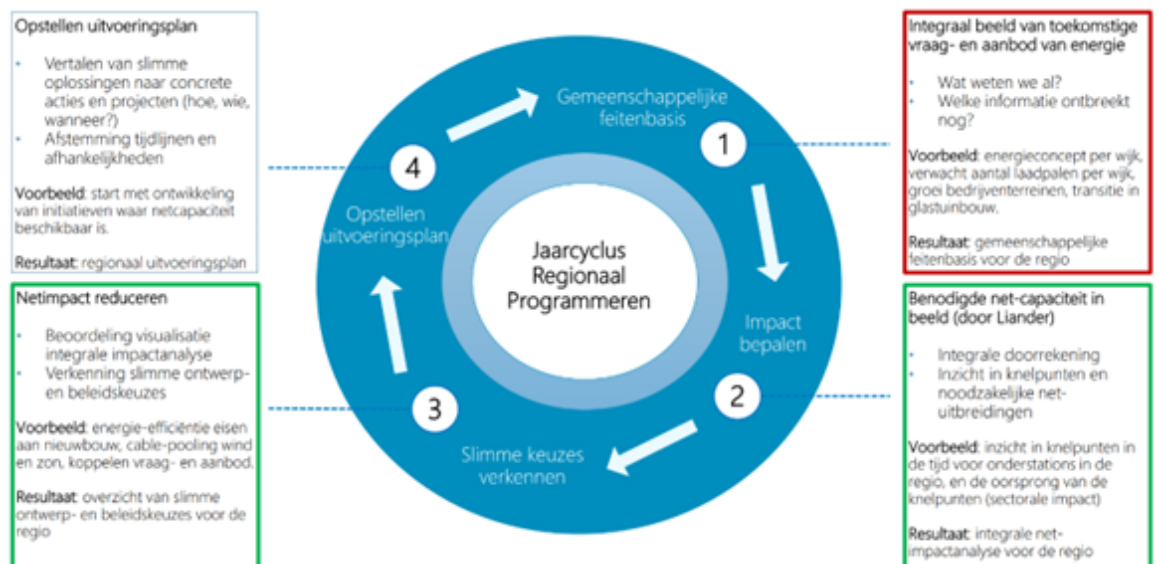 Opstellen uitvoeringsplan
• Vertalen van slimme
oplossingen naar concrete
acties en projecten (hoe, wie,
wanneer?)
• Afstemming tijdlijnen en
afhankelijkheden
Voorbeeld: start met ontwikkeling
van initiatieven waar netcapaciteit
beschikbaar is.
Resultaat: regionaal uitvoeringsplan
Netimpact reduceren
• Beoordeling visualisatie
integrale impactanalyse
• Verkenning slimme ontwerp-
en beleidskeuzes
Voorbeeld: energie-efficiëntie eisen
aan nieuwbouw, cable-pooling wind
en zon, koppelen vraag- en aanbod.
Resultaat: overzicht van slimme
ontwerp- en beleidskeuzes voor de
regio
Gemeenschappelijke
feitenbasis
1
Impact
bepalen
2
Slimme keuzes
verkennen
3
Opstellen
uitvoeringsplan
4
Jaarcyclus
Regionaal
Programmeren
Integraal beeld van toekomstige
vraag- en aanbod van energie
• Wat weten we al?
• Welke informatie ontbreekt
nog?
Voorbeeld: energieconcept per wijk,
verwacht aantal laadpalen per wijk,
groei bedrijventerreinen, transitie in
glastuinbouw.
Resultaat: gemeenschappelijke
feitenbasis voor de regio
Benodigde net-capaciteit in
beeld (door Liander)
• Integrale doorrekening
• Inzicht in knelpunten en
noodzakelijke net-
uitbreidingen
Voorbeeld: inzicht in knelpunten in
de tijd voor onderstations in de
regio, en de oorsprong van de
knelpunten (sectorale impact)
Resultaat: integrale net-
impactanalyse voor de regio